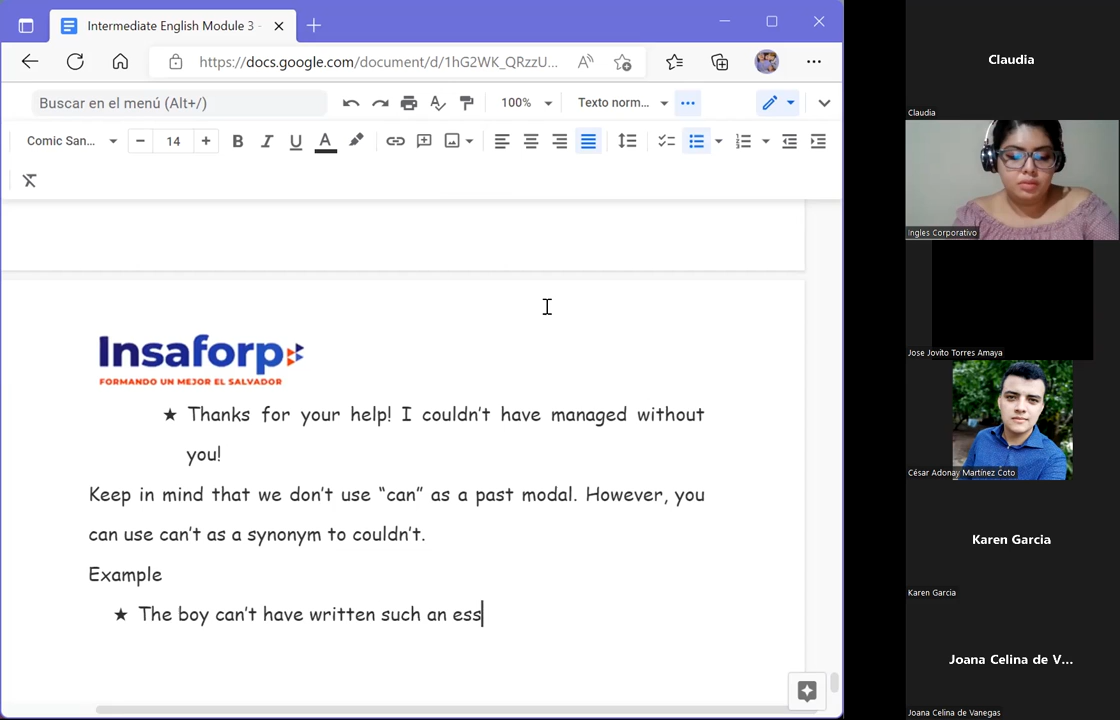 Intermediate English Module 3 -
https://docs.google.com/document/d/1hG2WK_QRzzU...
Buscar en el menú (Alt+/)
100%
Texto norm...
Comic San...
14
Insaforp
FORMANDO UN MEJOR EL SALVADOR
★ Thanks for your help! I couldn't have managed without
you!
Keep in mind that we don't use “can” as a past modal. However, you
can use can't as a synonym to couldn't.
Example
★ The boy can't have written such an ess
Claudia
Claudia
Ingles Corporativo
Jose Jovito Torres Amaya
César Adonay Martínez Coto
Karen Garcia
Karen Garcia
Joana Celina de V...
Joana Celina de Vanegas